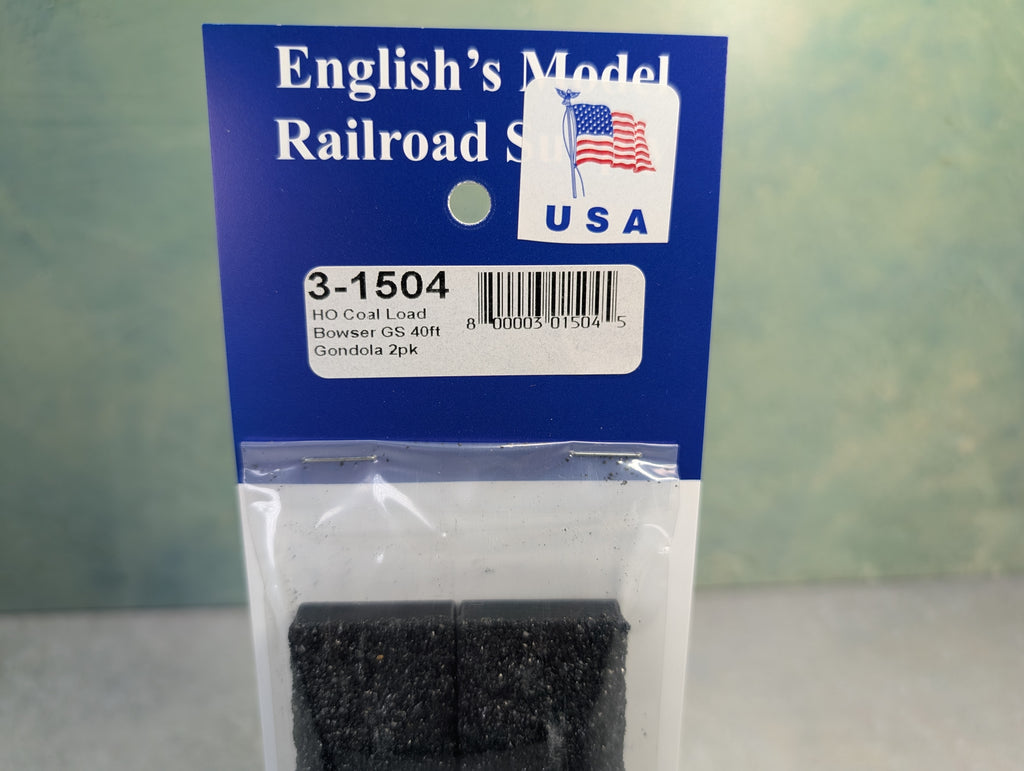 English's Model
Railroad
USA
3-1504
HO Coal Load
Bowser GS 40ft
Gondola 2pk
8 00003 01504 5